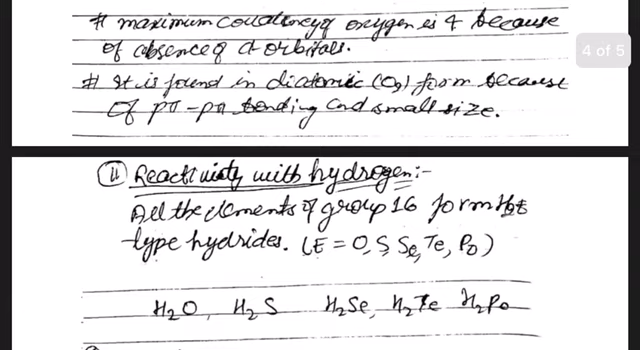 # maximum covalency of oxygen is 4 because
of absence of d orbitals.
4 of 5
# It is found in diatomic (O2) form because
of pπ-pπ bonding and small size.
(ii) Reactivity with hydrogen:-
All the elements of group 16 form H2E
type hydrides. (E = O, S, Se, Te, Po)
H2O, H2S H2Se, H2Te H2Po